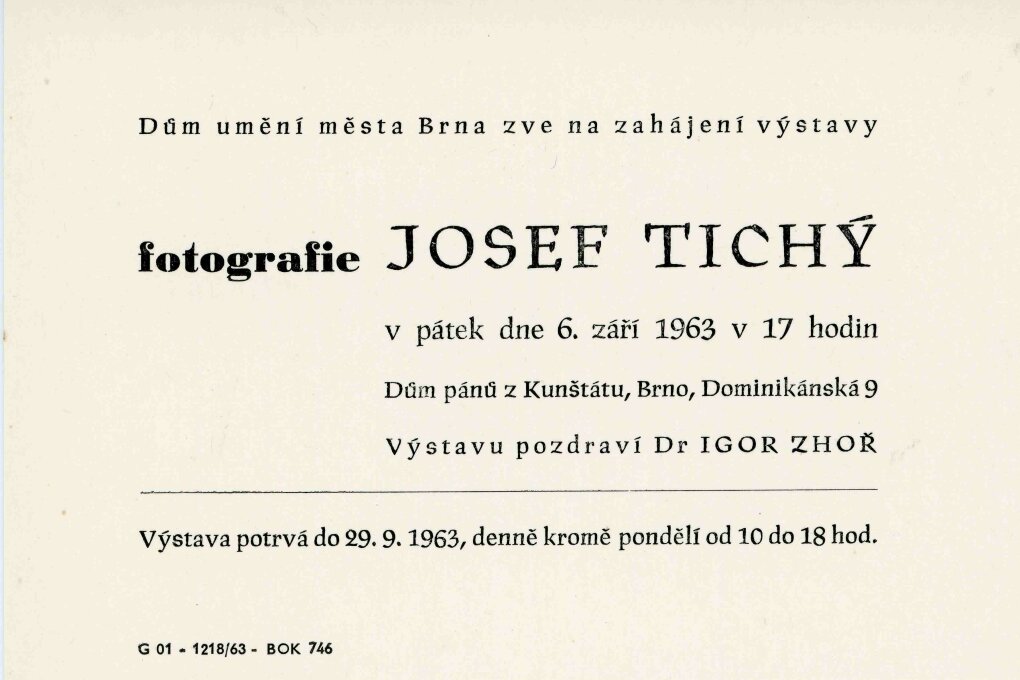 Dům umění města Brna zve na zahájení výstavy
fotografie JOSEF TICHÝ
v pátek dne 6. září 1963 v 17 hodin
Dům pánů z Kunštátu, Brno, Dominikánská 9
Výstavu pozdraví Dr IGOR ZHOŘ
Výstava potrvá do 29. 9. 1963, denně kromě pondělí od 10 do 18 hod.
G 01 - 1218/63 - BOK 746